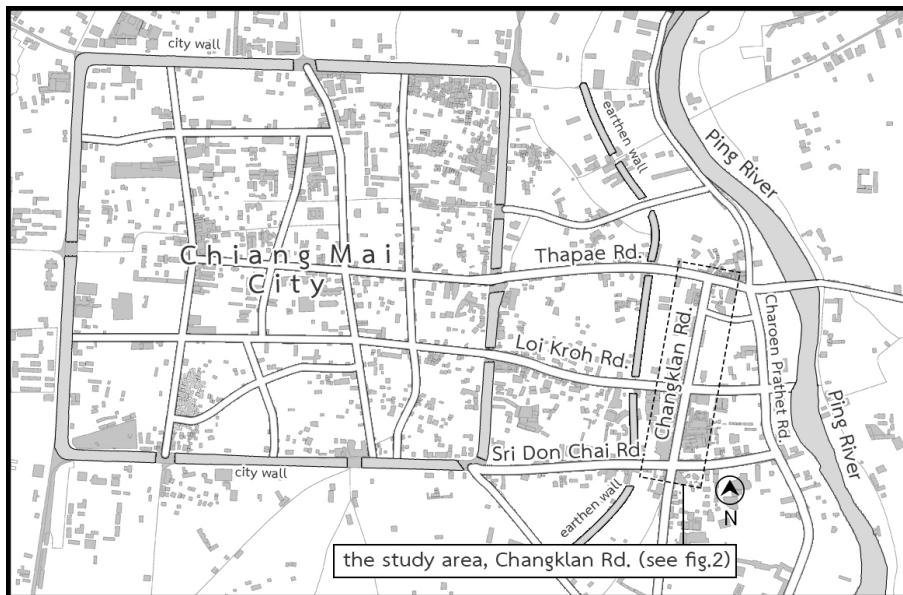 city wall
earthen wall
Ping River
Chiang Mai
City
Thapae Rd.
Changklan Rd.
Charoen Prathet Rd.
Loi Kroh Rd.
Ping River
Sri Don Chai Rd.
city wall
earthen wall
N
the study area, Changklan Rd. (see fig.2)